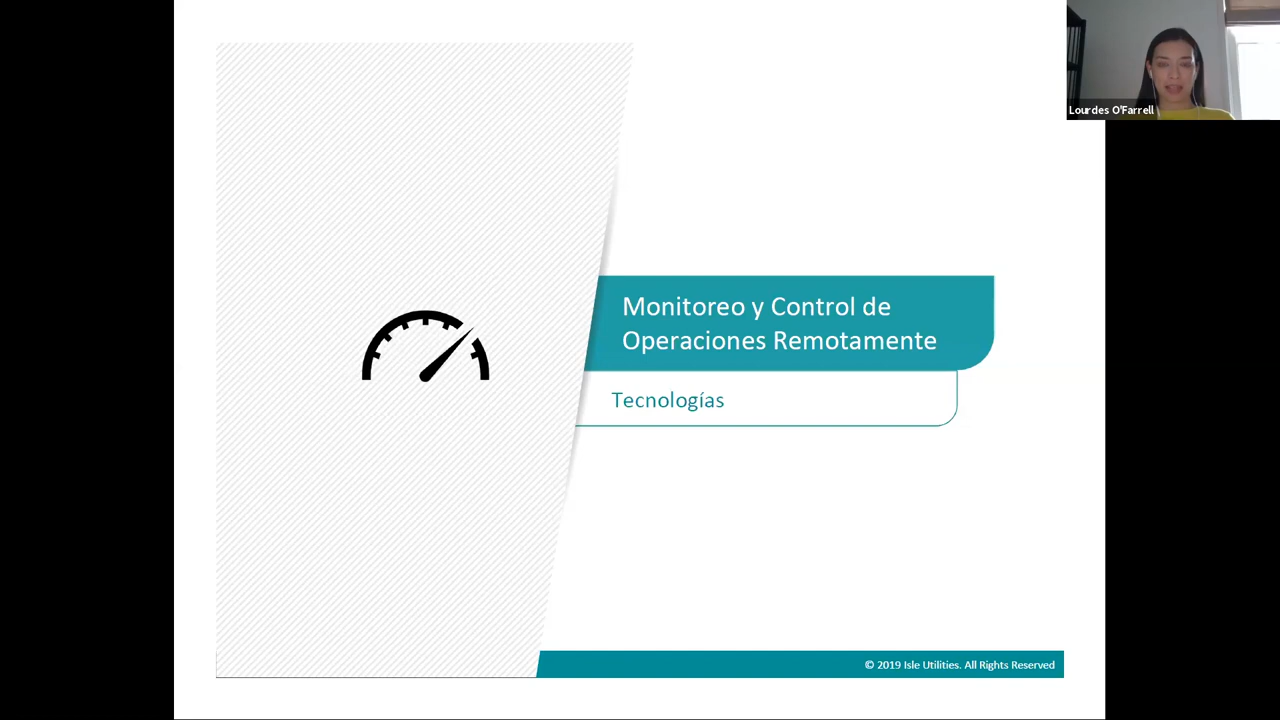 Lourdes O'Farrell
Monitoreo y Control de
Operaciones Remotamente
Tecnologías
© 2019 Isle Utilities. All Rights Reserved